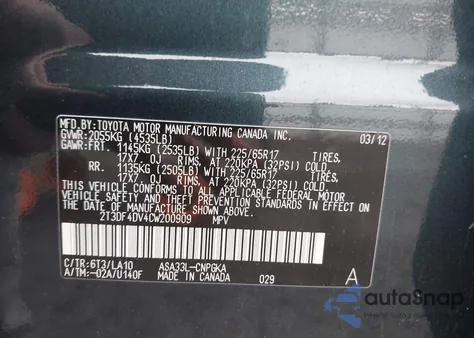 MFD.BY:TOYOTA MOTOR MANUFACTURING CANADA INC. 03/12
GVWR: 2055KG (4535LB)
GAWR: FRT. 1145KG (2535LB) WITH 225/65R17 TIRES.
17X7 OJ RIMS, AT 220KPA (32PSI) COLD.
RR. 1135KG (2505LB) WITH 225/65R17 TIRES.
17X7 OJ RIMS, AT 220KPA (32PSI) COLD.
THIS VEHICLE CONFORMS TO ALL APPLICABLE FEDERAL MOTOR
VEHICLE SAFETY, BUMPER, AND
THEFT PREVENTION STANDARDS IN EFFECT ON THE DATE OF
MANUFACTURE SHOWN ABOVE.
2T3DF4DV4CW200909 MPV
C/TR:6T3/LA10 ASA33L-CNPGKA
A/TM:-02A/U140F MADE IN CANADA 029 A
autoSnap